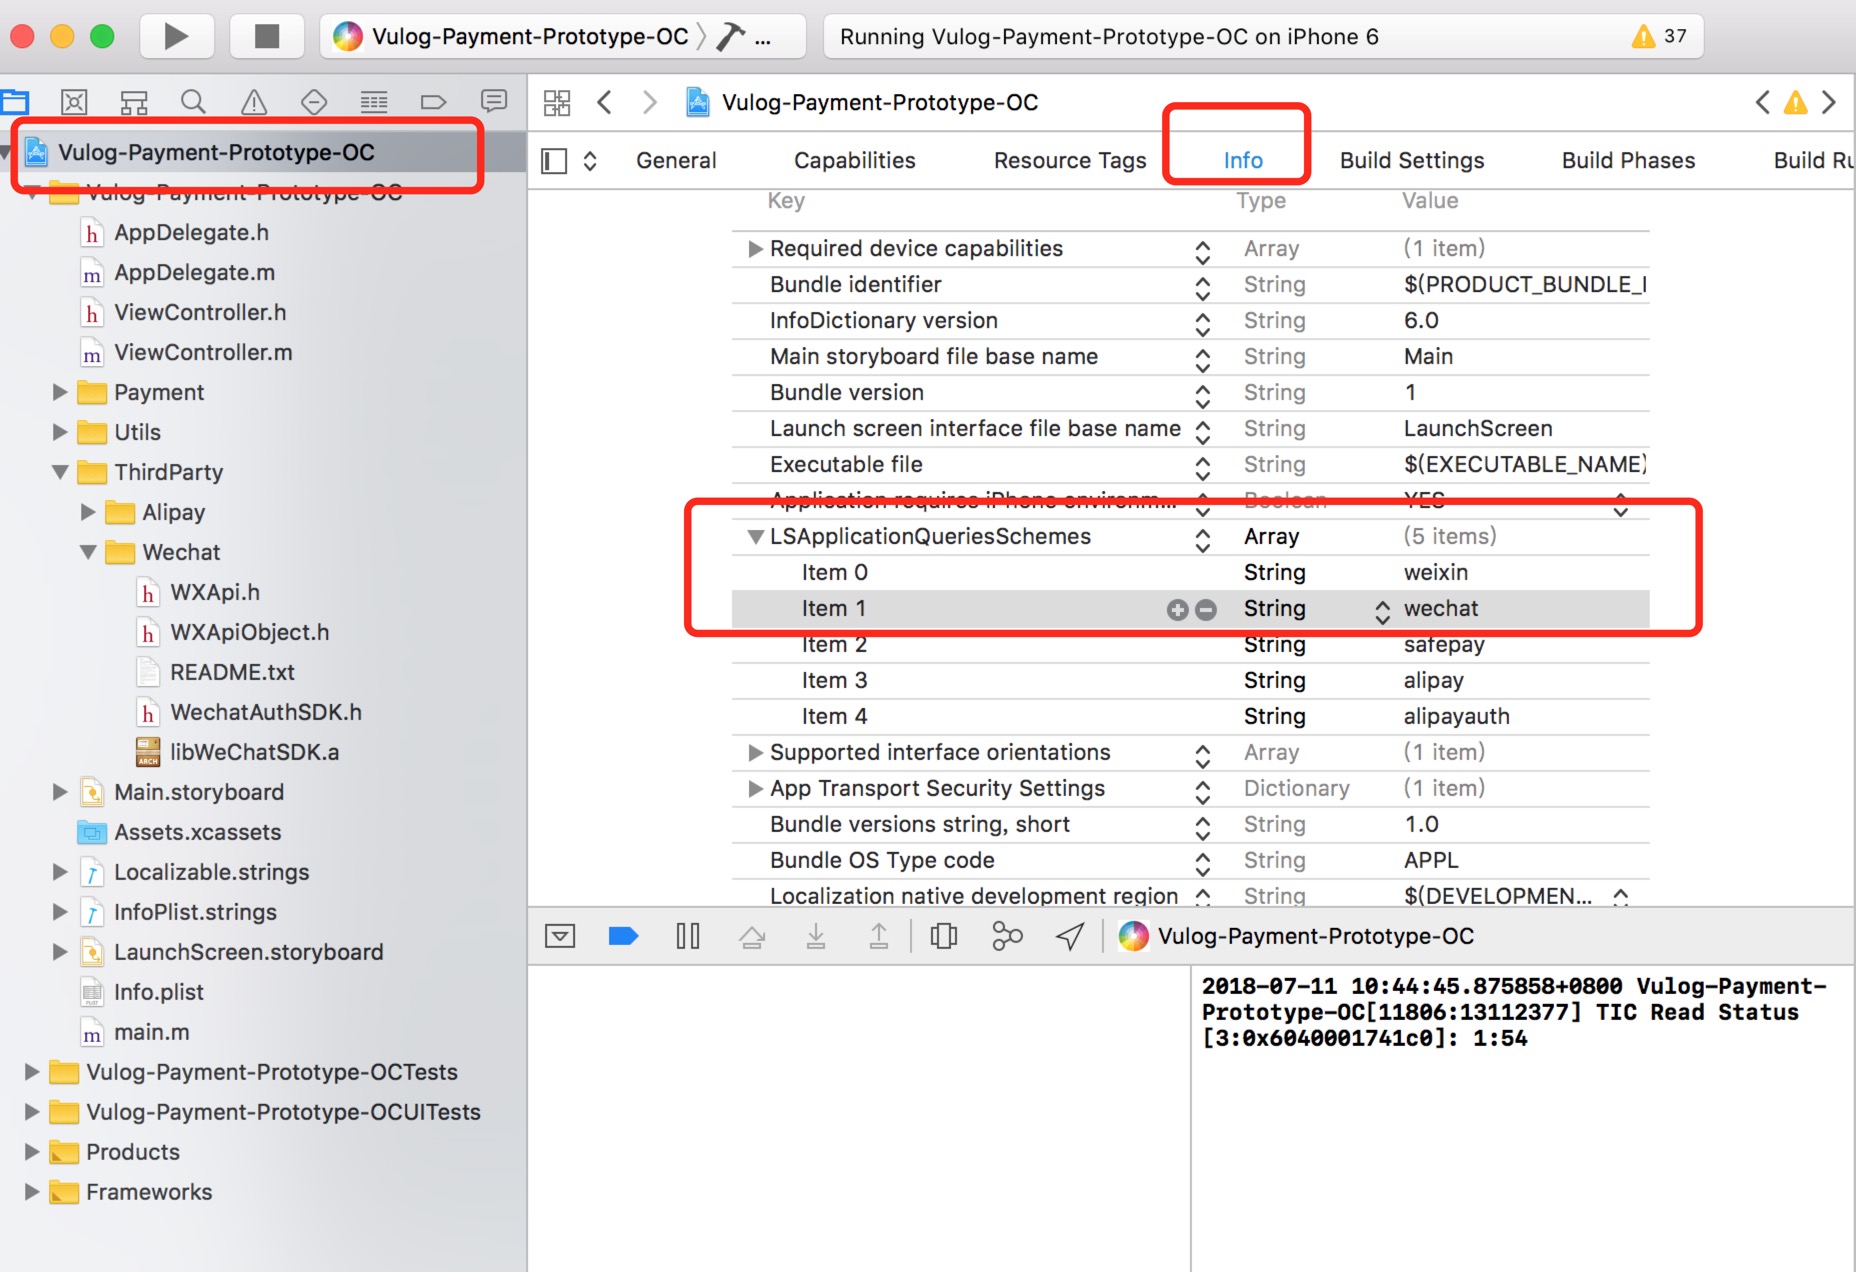 Vulog-Payment-Prototype-OC ...
Running Vulog-Payment-Prototype-OC on iPhone 6
37
Vulog-Payment-Prototype-OC
Vulog-Payment-Prototype-OC
AppDelegate.h
AppDelegate.m
ViewController.h
ViewController.m
Payment
Utils
ThirdParty
Alipay
Wechat
WXApi.h
WXApiObject.h
README.txt
WechatAuthSDK.h
libWeChatSDK.a
Main.storyboard
Assets.xcassets
Localizable.strings
InfoPlist.strings
LaunchScreen.storyboard
Info.plist
main.m
Vulog-Payment-Prototype-OCTests
Vulog-Payment-Prototype-OCUITests
Products
Frameworks
Vulog-Payment-Prototype-OC
General Capabilities Resource Tags Info Build Settings Build Phases Build Ru
Key Type Value
Required device capabilities Array (1 item)
Bundle identifier String $(PRODUCT_BUNDLE_I
InfoDictionary version String 6.0
Main storyboard file base name String Main
Bundle version String 1
Launch screen interface file base name String LaunchScreen
Executable file String $(EXECUTABLE_NAME)
Application requires iPhone environm... Boolean YES
LSApplicationQueriesSchemes Array (5 items)
Item 0 String weixin
Item 1 String wechat
Item 2 String safepay
Item 3 String alipay
Item 4 String alipayauth
Supported interface orientations Array (1 item)
App Transport Security Settings Dictionary (1 item)
Bundle versions string, short String 1.0
Bundle OS Type code String APPL
Localization native development region String $(DEVELOPMEN...
Vulog-Payment-Prototype-OC
2018-07-11 10:44:45.875858+0800 Vulog-Payment-
Prototype-OC[11806:13112377] TIC Read Status
[3:0x6040001741c0]: 1:54